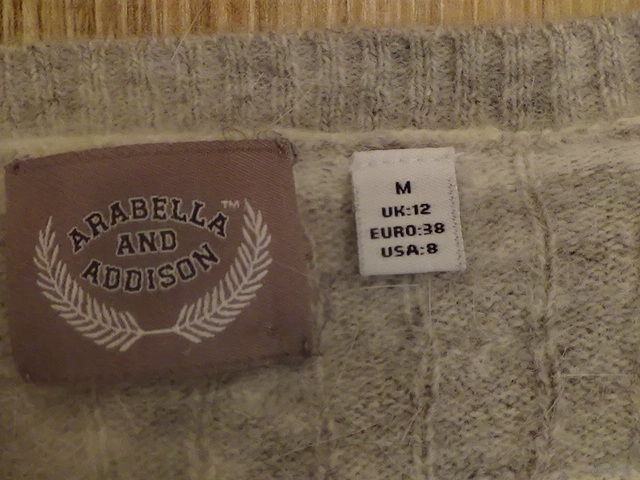 ARABELLA™
AND
ADDISON
M
UK:12
EURO:38
USA:8